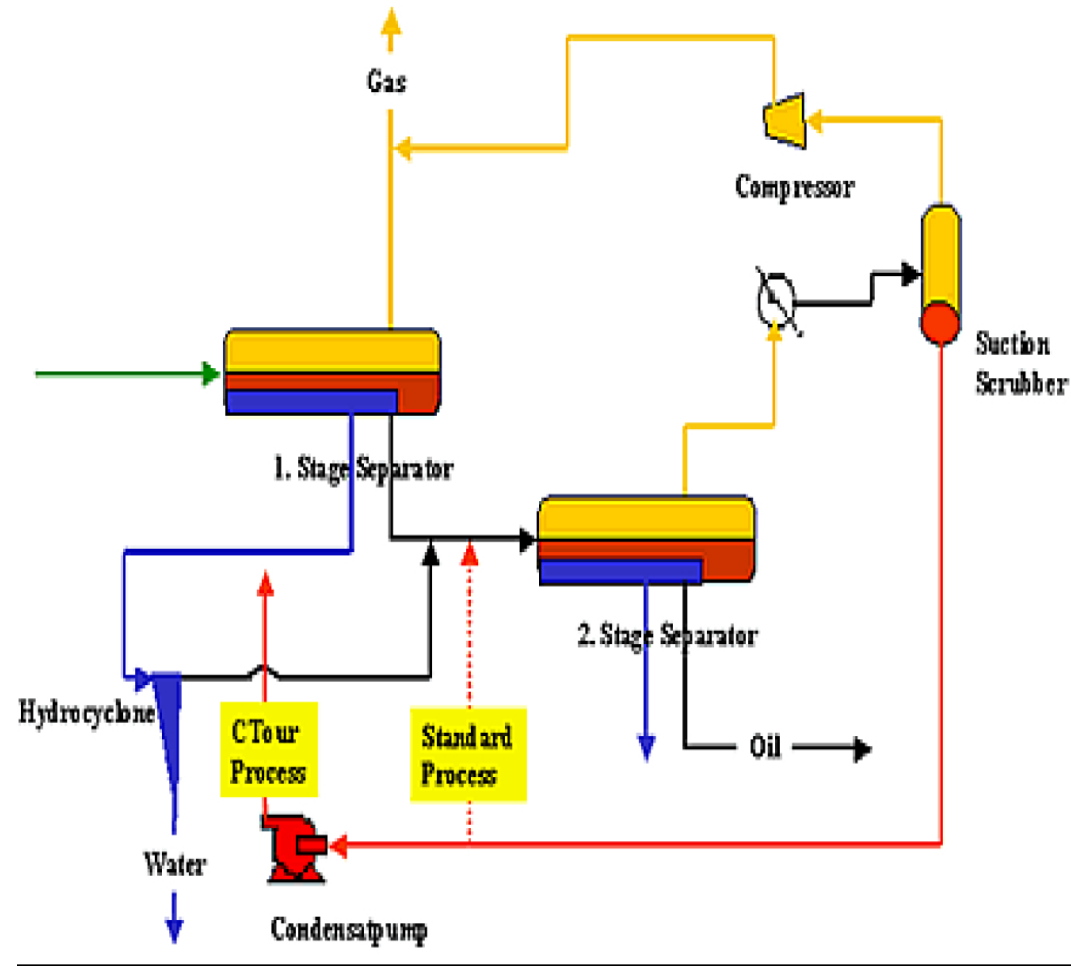 Gas
Compressor
Suction
Scrubber
1. Stage Separator
2. Stage Separator
Hydrocyclone
CTour
Process
Standard
Process
Oil
Water
Condensatpump